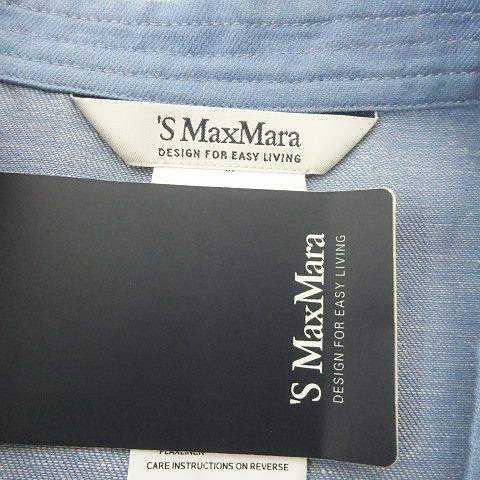 'S MaxMara
DESIGN FOR EASY LIVING
'S MaxMara
DESIGN FOR EASY LIVING
CARE INSTRUCTIONS ON REVERSE